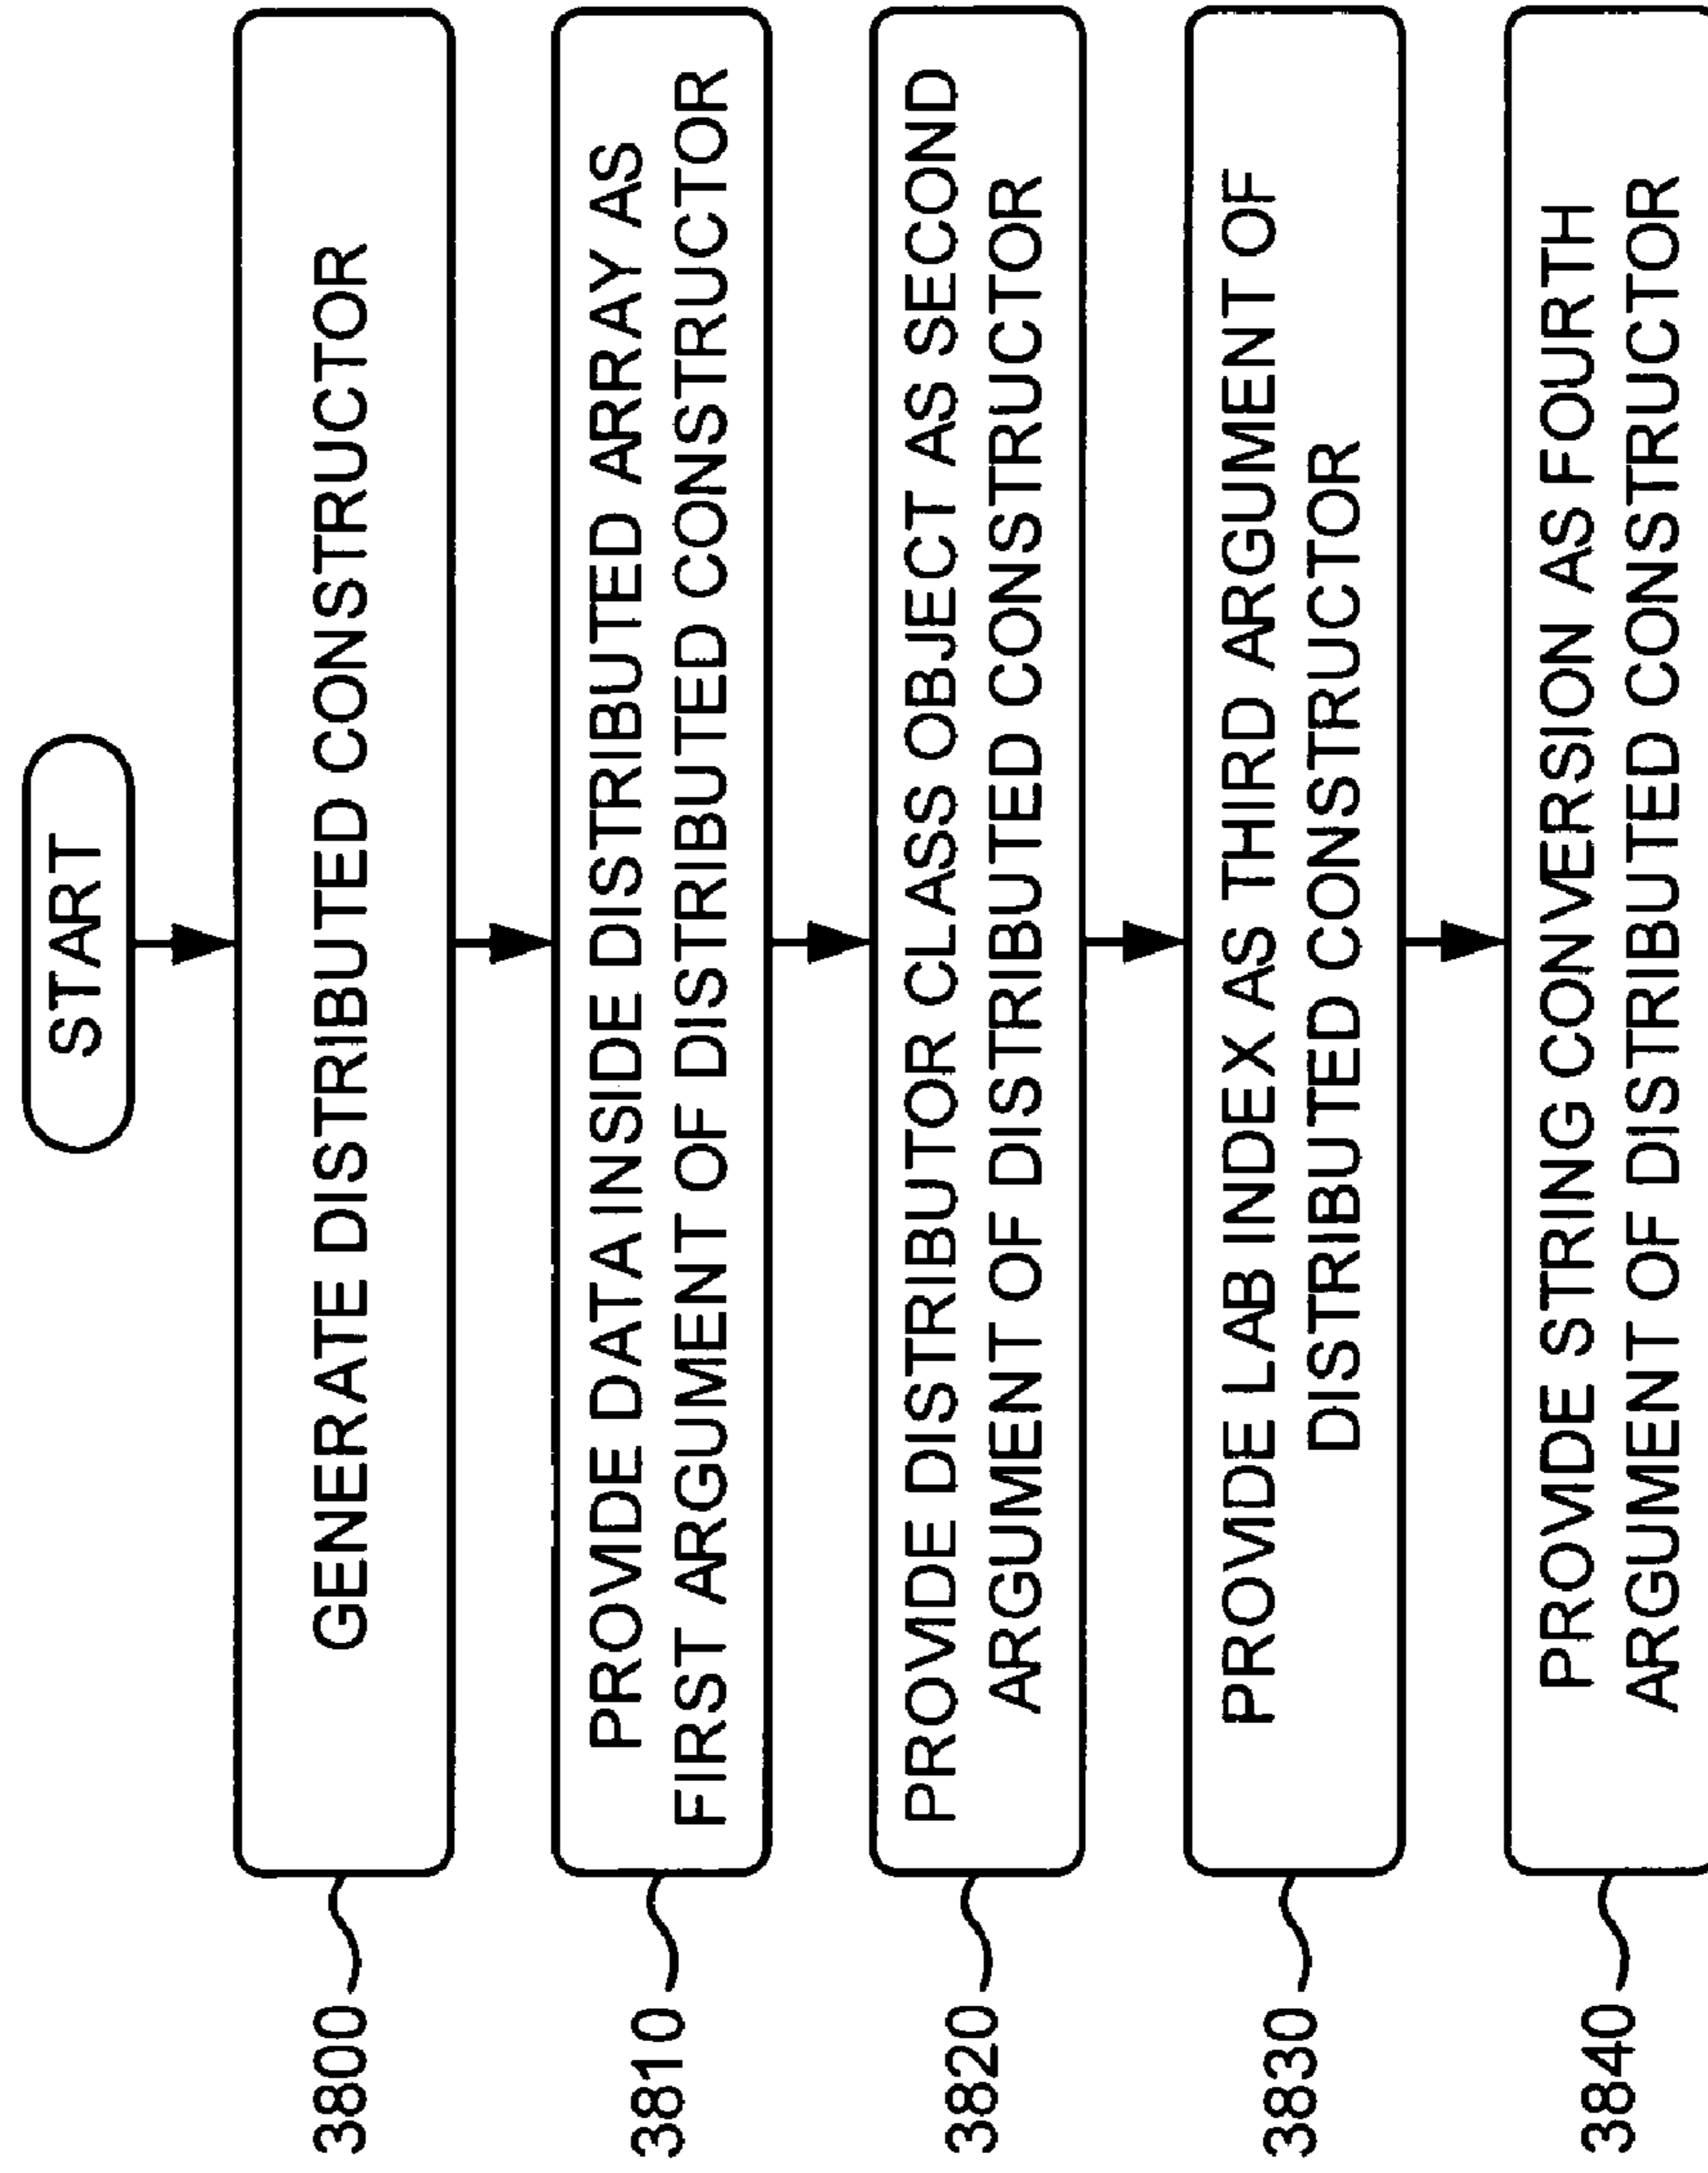 START
3800
GENERATE DISTRIBUTED CONSTRUCTOR
3810
PROVIDE DATA INSIDE DISTRIBUTED ARRAY AS
FIRST ARGUMENT OF DISTRIBUTED CONSTRUCTOR
3820
PROVIDE DISTRIBUTOR CLASS OBJECT AS SECOND
ARGUMENT OF DISTRIBUTED CONSTRUCTOR
3830
PROVIDE LAB INDEX AS THIRD ARGUMENT OF
DISTRIBUTED CONSTRUCTOR
3840
PROVIDE STRING CONVERSION AS FOURTH
ARGUMENT OF DISTRIBUTED CONSTRUCTOR